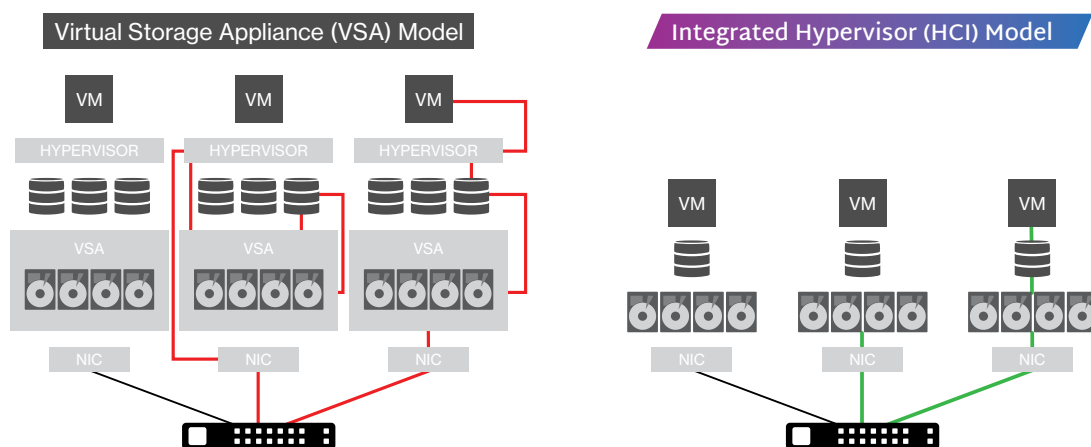 Virtual Storage Appliance (VSA) Model
Integrated Hypervisor (HCI) Model
VM
VM
VM
HYPERVISOR
HYPERVISOR
HYPERVISOR
VM
VM
VM
VSA
VSA
VSA
NIC
NIC
NIC
NIC
NIC
NIC